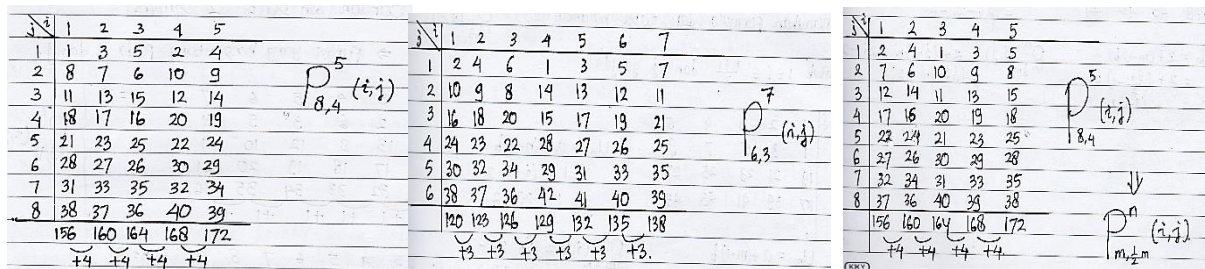 j i 1 2 3 4 5
1 1 3 5 2 4
2 8 7 6 10 9
3 11 13 15 12 14
4 18 17 16 20 19
5 21 23 25 22 24
6 28 27 26 30 29
7 31 33 35 32 34
8 38 37 36 40 39
156 160 164 168 172
+4 +4 +4 +4
P 5 8,4 (i,j)
j i 1 2 3 4 5 6 7
1 2 4 6 1 3 5 7
2 10 9 8 14 13 12 11
3 16 18 20 15 17 19 21
4 24 23 22 28 27 26 25
5 30 32 34 29 31 33 35
6 38 37 36 42 41 40 39
120 123 126 129 132 135 138
+3 +3 +3 +3 +3 +3.
P 7 6,3 (i,j)
j i 1 2 3 4 5
1 2 4 1 3 5
2 7 6 10 9 8
3 12 14 11 13 15
4 17 16 20 19 18
5 22 24 21 23 25
6 27 26 30 29 28
7 32 34 31 33 35
8 37 36 40 39 38
156 160 164 168 172
+4 +4 +4 +4
P 5 8,4 (i,j)
⇓
P n m,½m (i,j)
KKY